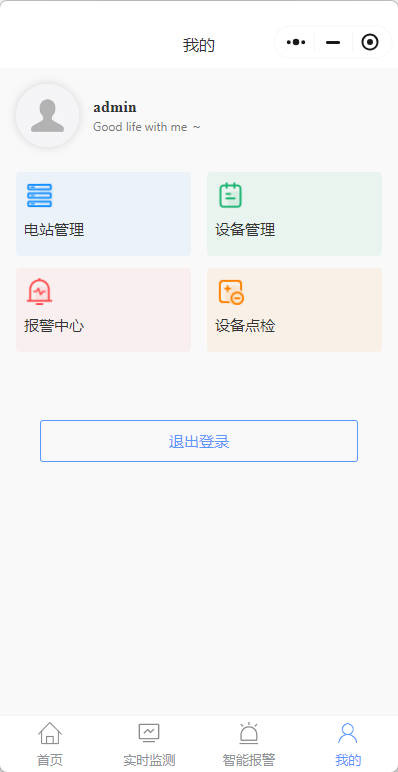 我的
admin
Good life with me ～
电站管理
设备管理
报警中心
设备点检
退出登录
首页
实时监测
智能报警
我的